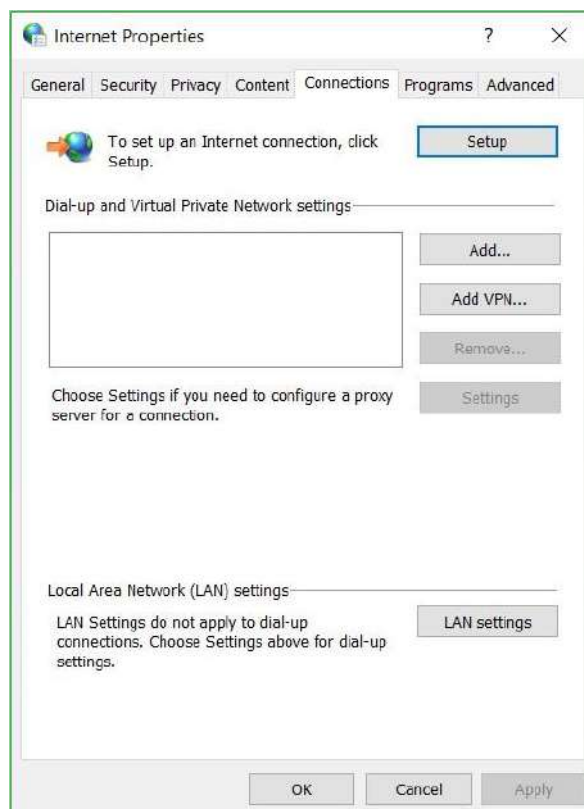 Internet Properties
?
General Security Privacy Content Connections Programs Advanced
To set up an Internet connection, click
Setup.
Setup
Dial-up and Virtual Private Network settings
Add...
Add VPN...
Remove...
Choose Settings if you need to configure a proxy
server for a connection.
Settings
Local Area Network (LAN) settings
LAN Settings do not apply to dial-up
connections. Choose Settings above for dial-up
settings.
LAN settings
OK Cancel Apply